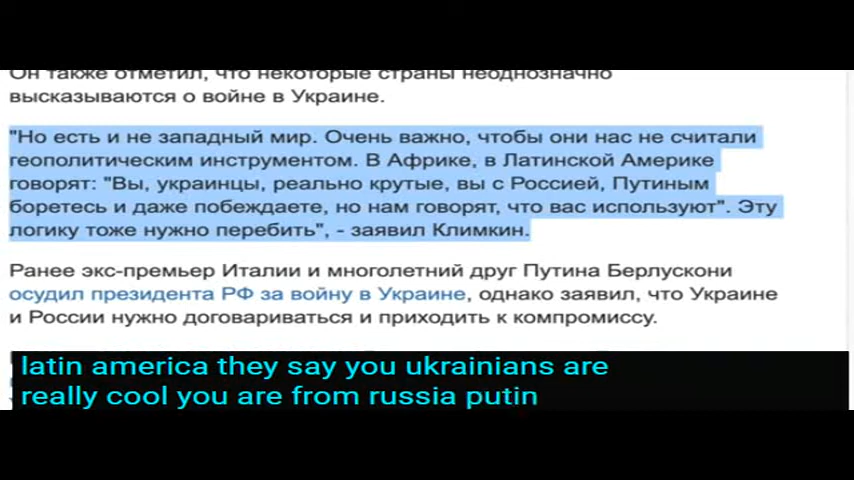 Он также отметил, что некоторые страны неоднозначно
высказываются о войне в Украине.
"Но есть и не западный мир. Очень важно, чтобы они нас не считали
геополитическим инструментом. В Африке, в Латинской Америке
говорят: "Вы, украинцы, реально крутые, вы с Россией, Путиным
боретесь и даже побеждаете, но нам говорят, что вас используют". Эту
логику тоже нужно перебить", - заявил Климкин.
Ранее экс-премьер Италии и многолетний друг Путина Берлускони
осудил президента РФ за войну в Украине, однако заявил, что Украине
и России нужно договариваться и приходить к компромиссу.
latin america they say you ukrainians are
really cool you are from russia putin